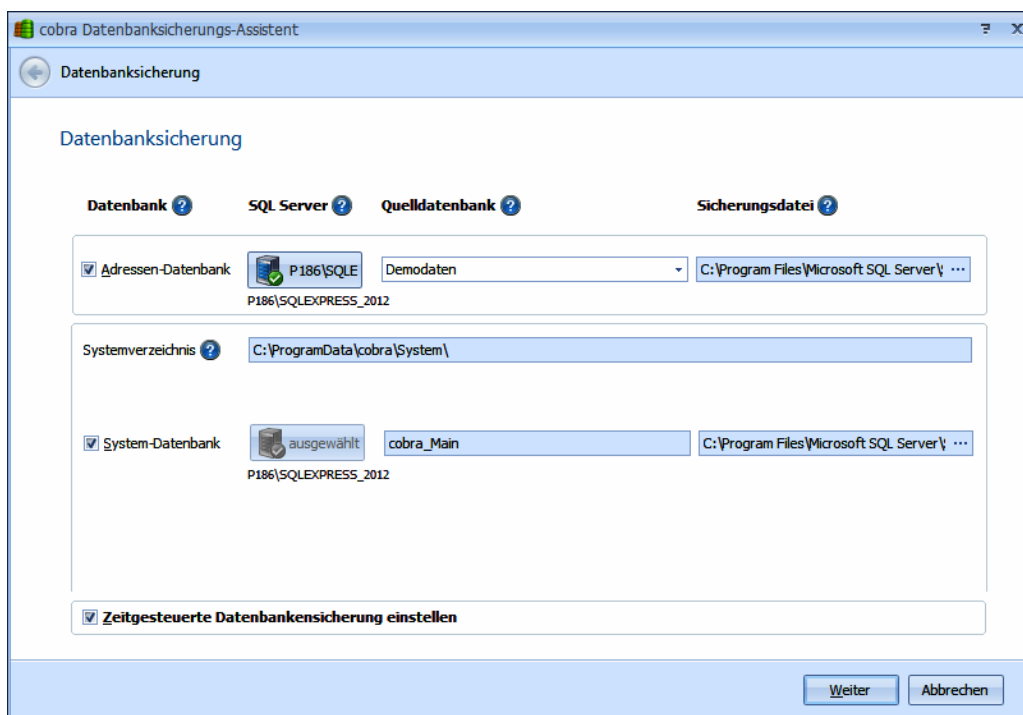 cobra Datenbanksicherungs-Assistent
Datenbanksicherung
Datenbanksicherung
Datenbank ? SQL Server ? Quelldatenbank ? Sicherungsdatei ?
Adressen-Datenbank P186\SQLE Demodaten C:\Program Files\Microsoft SQL Server\ ...
P186\SQLEXPRESS_2012
Systemverzeichnis ? C:\ProgramData\cobra\System\
System-Datenbank ausgewählt cobra_Main C:\Program Files\Microsoft SQL Server\ ...
P186\SQLEXPRESS_2012
Zeitgesteuerte Datenbankensicherung einstellen
Weiter Abbrechen